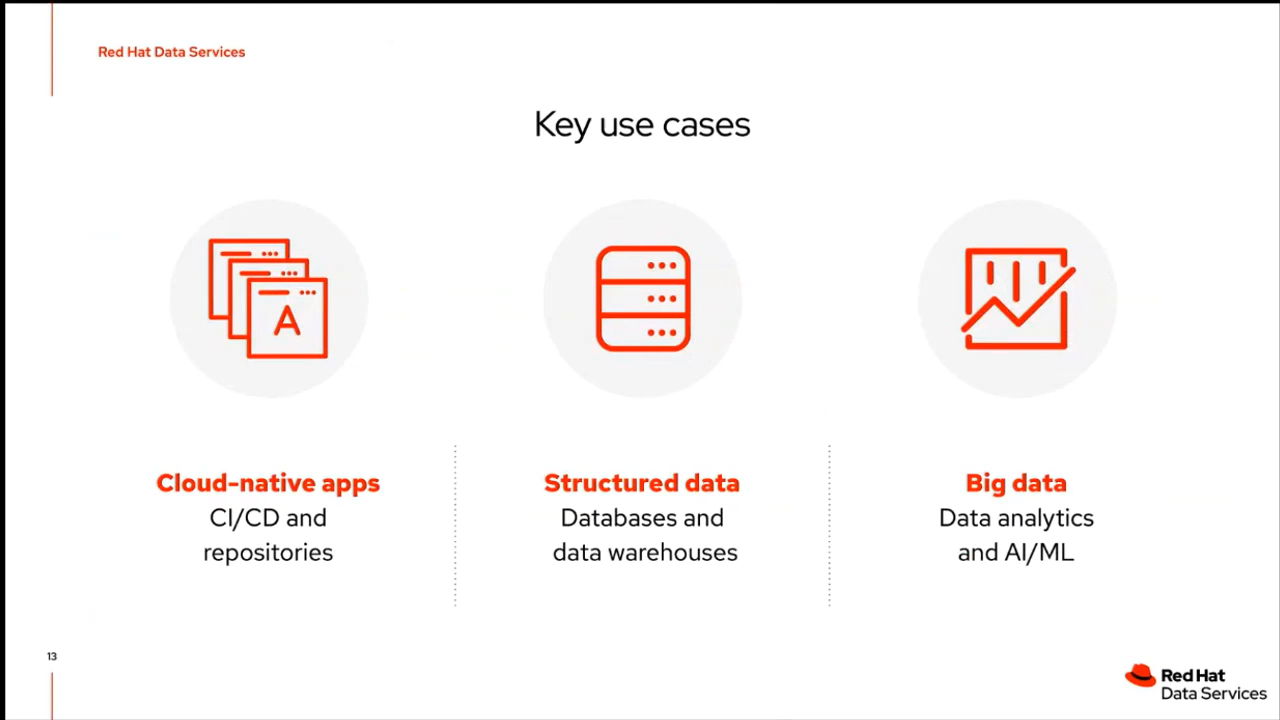 Red Hat Data Services
Key use cases
A
Cloud-native apps
CI/CD and
repositories
Structured data
Databases and
data warehouses
Big data
Data analytics
and AI/ML
13
Red Hat
Data Services